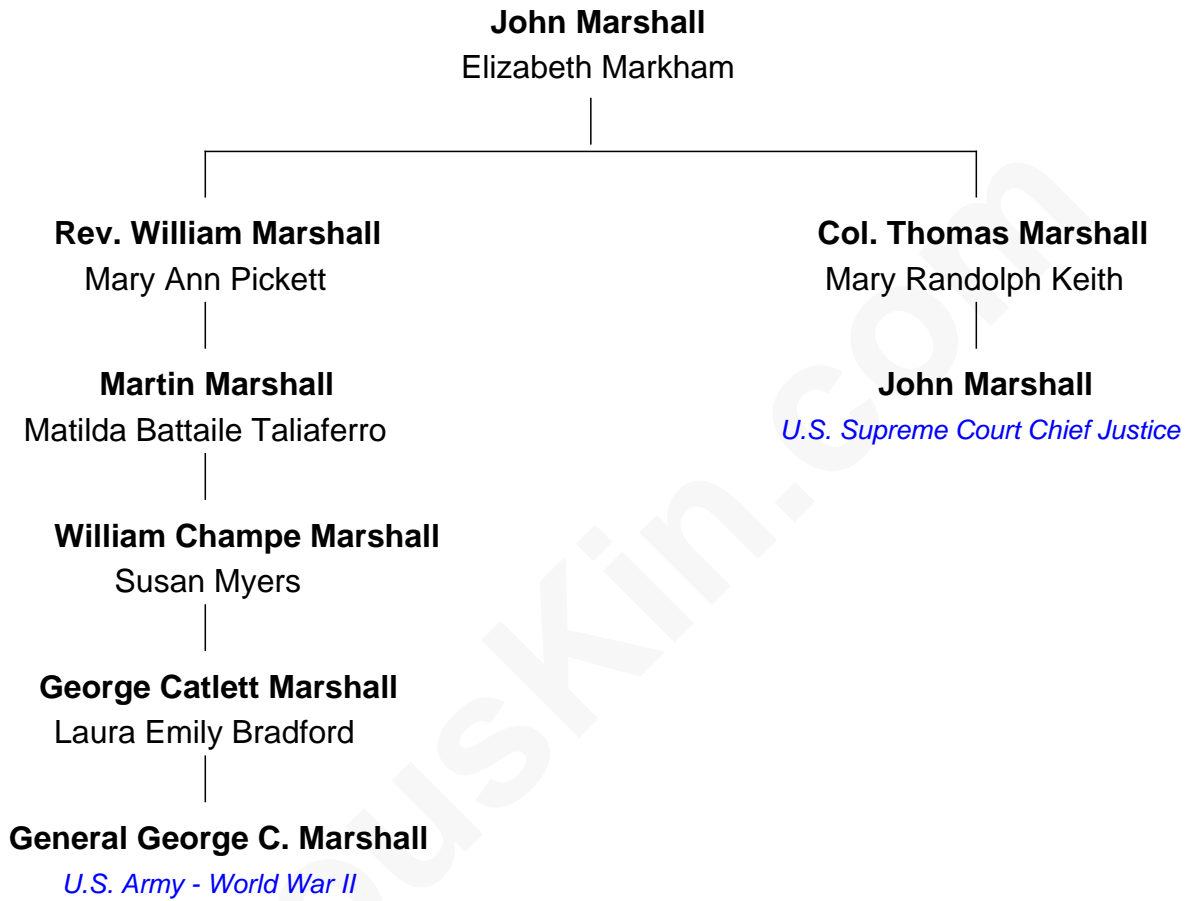 John Marshall
Elizabeth Markham
Rev. William Marshall
Mary Ann Pickett
Col. Thomas Marshall
Mary Randolph Keith
Martin Marshall
Matilda Battaile Taliaferro
John Marshall
U.S. Supreme Court Chief Justice
William Champe Marshall
Susan Myers
George Catlett Marshall
Laura Emily Bradford
General George C. Marshall
U.S. Army - World War II
ousKin.com